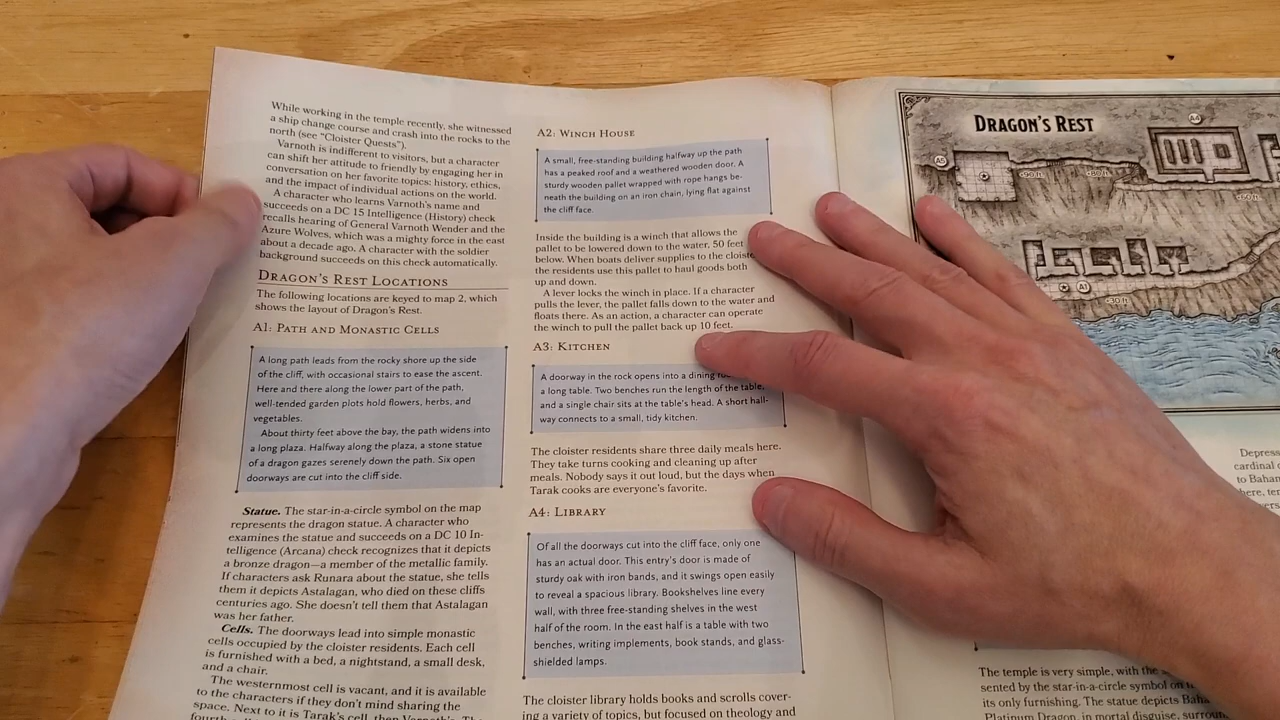 While working in the temple recently, she witnessed
a ship change course and crash into the rocks to the
north (see "Cloister Quests").
Varnoth is indifferent to visitors, but a character
can shift her attitude to friendly by engaging her in
conversation on her favorite topics: history, ethics,
and the impact of individual actions on the world.
A character who learns Varnoth's name and
succeeds on a DC 15 Intelligence (History) check
recalls hearing of General Varnoth Wender and the
Azure Wolves, which was a mighty force in the east
about a decade ago. A character with the soldier
background succeeds on this check automatically.
DRAGON'S REST LOCATIONS
The following locations are keyed to map 2, which
shows the layout of Dragon's Rest.
A1: PATH AND MONASTIC CELLS
A long path leads from the rocky shore up the side
of the cliff, with occasional stairs to ease the ascent.
Here and there along the lower part of the path,
well-tended garden plots hold flowers, herbs, and
vegetables.
About thirty feet above the bay, the path widens into
a long plaza. Halfway along the plaza, a stone statue
of a dragon gazes serenely down the path. Six open
doorways are cut into the cliff side.
Statue. The star-in-a-circle symbol on the map
represents the dragon statue. A character who
examines the statue and succeeds on a DC 10 In-
telligence (Arcana) check recognizes that it depicts
a bronze dragon—a member of the metallic family.
If characters ask Runara about the statue, she tells
them it depicts Astalagan, who died on these cliffs
centuries ago. She doesn't tell them that Astalagan
was her father.
Cells. The doorways lead into simple monastic
cells occupied by the cloister residents. Each cell
is furnished with a bed, a nightstand, a small desk,
and a chair.
The westernmost cell is vacant, and it is available
to the characters if they don't mind sharing the
space. Next to it is Tarak's cell, then Varnoth's. The
A2: WINCH HOUSE
A small, free-standing building halfway up the path
has a peaked roof and a weathered wooden door. A
sturdy wooden pallet wrapped with rope hangs be-
neath the building on an iron chain, lying flat against
the cliff face.
Inside the building is a winch that allows the
pallet to be lowered down to the water, 50 feet
below. When boats deliver supplies to the
the residents use this pallet to haul goods both
up and down.
A lever locks the winch in place. If a character
pulls the lever, the pallet falls down to the water and
floats there. As an action, a character can operate
the winch to pull the pallet back up 10 feet.
A3: KITCHEN
A doorway in the rock opens into a dining
a long table. Two benches run the length of the table,
and a single chair sits at the table's head. A short hall-
way connects to a small, tidy kitchen.
The cloister residents share three daily meals here.
They take turns cooking and cleaning up after
meals. Nobody says it out loud, but the days when
Tarak cooks are everyone's favorite.
A4: LIBRARY
Of all the doorways cut into the cliff face, only one
has an actual door. This entry's door is made of
sturdy oak with iron bands, and it swings open easily
to reveal a spacious library. Bookshelves line every
wall, with three free-standing shelves in the west
half of the room. In the east half is a table with two
benches, writing implements, book stands, and glass-
shielded lamps.
The cloister library holds books and scrolls cover-
ing a variety of topics, but focused on theology and
DRAGON'S REST
A4
A5
A1
The temple is very simple, with the
sented by the star-in-a-circle symbol on
its only furnishing. The statue depicts
Platinum Dragon, in mortal disguise,